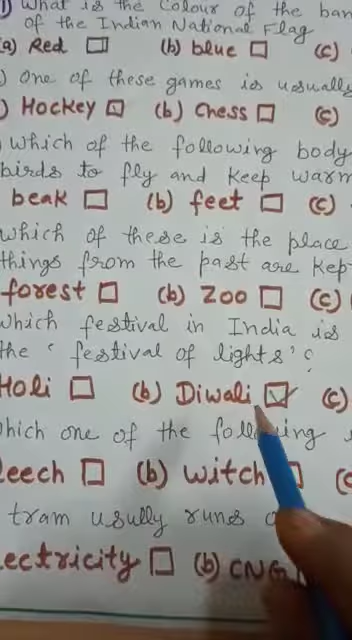 What is the Colour of the
of the Indian National Flag
(a) Red (b) blue (c)
One of these games is usually
Hockey (b) Chess (c)
which of the following body
birds to fly and keep warm
beak (b) feet (c)
which of these is the place
things from the past are kep
forest (b) Zoo (c)
which festival in India is
the 'festival of lights'?
Holi (b) Diwali (c)
hich one of the following
eech (b) witch (c
tram usually runs o
ectricity (b) CNG